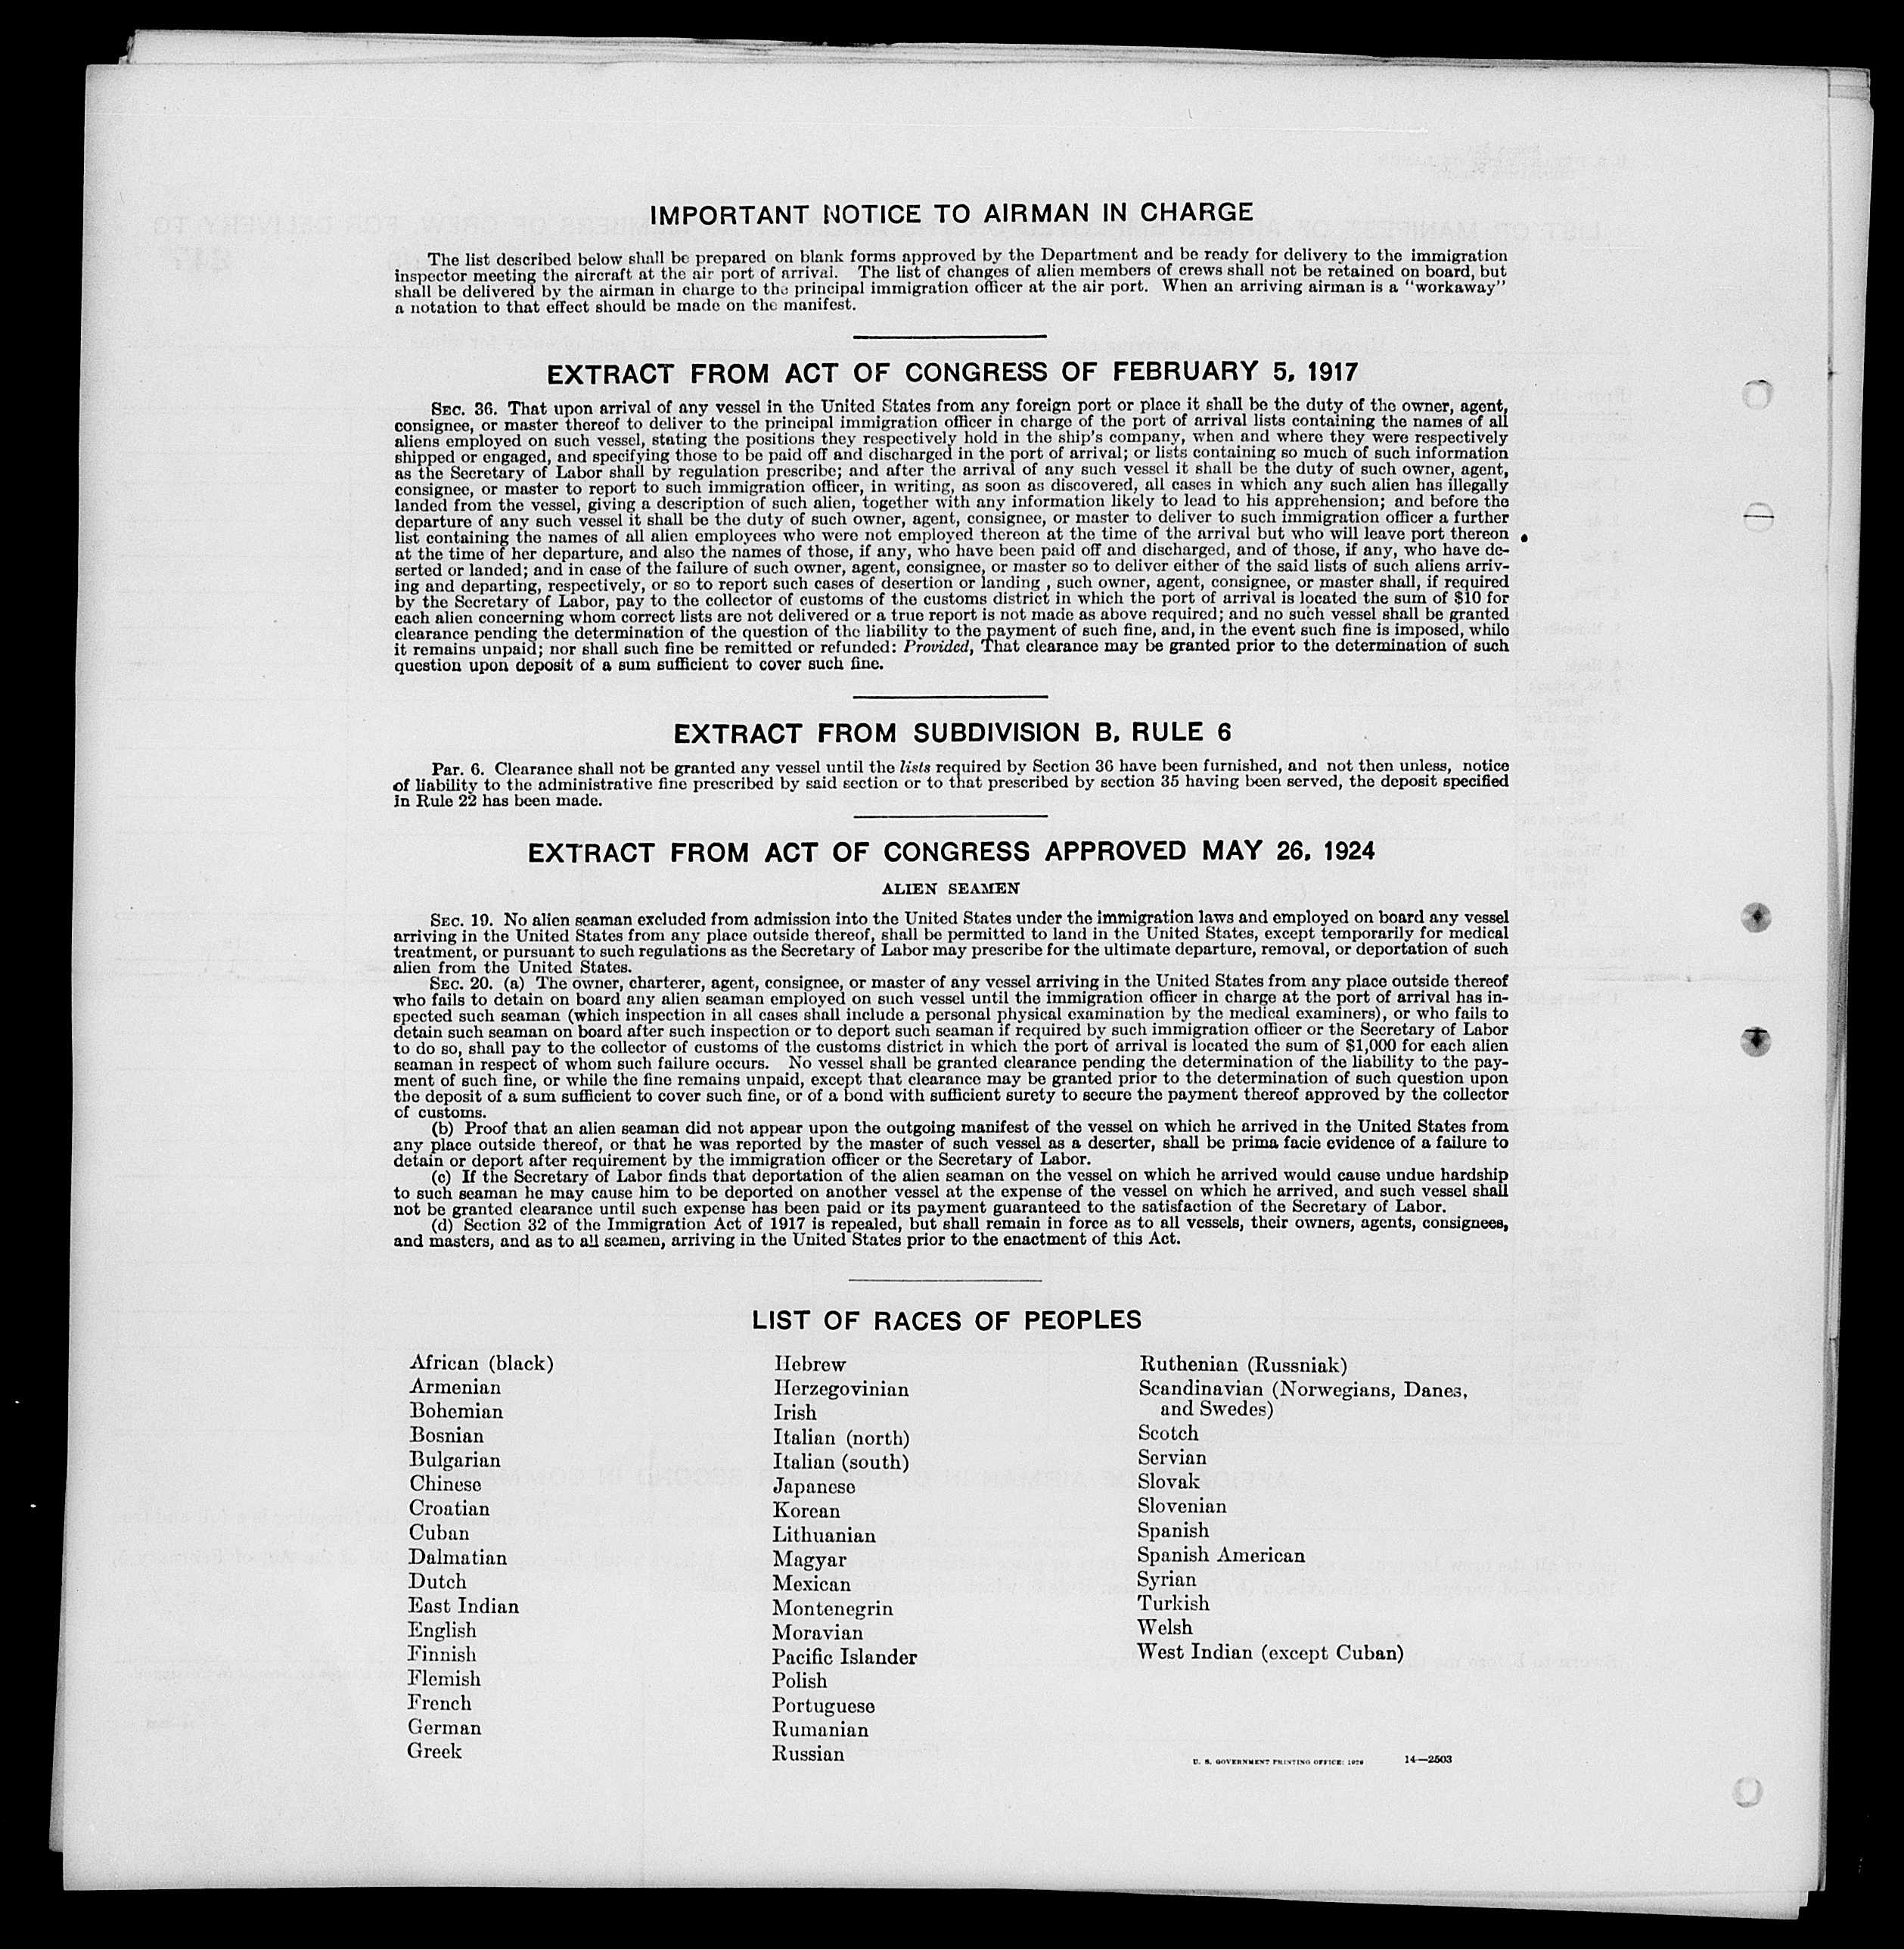 IMPORTANT NOTICE TO AIRMAN IN CHARGE
The list described below shall be prepared on blank forms approved by the Department and be ready for delivery to the immigration
inspector meeting the aircraft at the air port of arrival. The list of changes of alien members of crews shall not be retained on board, but
shall be delivered by the airman in charge to the principal immigration officer at the air port. When an arriving airman is a "workaway"
a notation to that effect should be made on the manifest.
EXTRACT FROM ACT OF CONGRESS OF FEBRUARY 5, 1917
SEC. 36. That upon arrival of any vessel in the United States from any foreign port or place it shall be the duty of the owner, agent,
consignee, or master thereof to deliver to the principal immigration officer in charge of the port of arrival lists containing the names of all
aliens employed on such vessel, stating the positions they respectively hold in the ship's company, when and where they were respectively
shipped or engaged, and specifying those to be paid off and discharged in the port of arrival; or lists containing so much of such information
as the Secretary of Labor shall by regulation prescribe; and after the arrival of any such vessel it shall be the duty of such owner, agent,
consignee, or master to report to such immigration officer, in writing, as soon as discovered, all cases in which any such alien has illegally
landed from the vessel, giving a description of such alien, together with any information likely to lead to his apprehension; and before the
departure of any such vessel it shall be the duty of such owner, agent, consignee, or master to deliver to such immigration officer a further
list containing the names of all alien employees who were not employed thereon at the time of the arrival but who will leave port thereon
at the time of her departure, and also the names of those, if any, who have been paid off and discharged, and of those, if any, who have de-
serted or landed; and in case of the failure of such owner, agent, consignee, or master so to deliver either of the said lists of such aliens arriv-
ing and departing, respectively, or so to report such cases of desertion or landing, such owner, agent, consignee, or master shall, if required
by the Secretary of Labor, pay to the collector of customs of the customs district in which the port of arrival is located the sum of $10 for
each alien concerning whom correct lists are not delivered or a true report is not made as above required; and no such vessel shall be granted
clearance pending the determination of the question of the liability to the payment of such fine, and, in the event such fine is imposed, while
it remains unpaid; nor shall such fine be remitted or refunded: Provided, That clearance may be granted prior to the determination of such
question upon deposit of a sum sufficient to cover such fine.
EXTRACT FROM SUBDIVISION B, RULE 6
Par. 6. Clearance shall not be granted any vessel until the lists required by Section 36 have been furnished, and not then unless, notice
of liability to the administrative fine prescribed by said section or to that prescribed by section 35 having been served, the deposit specified
in Rule 22 has been made.
EXTRACT FROM ACT OF CONGRESS APPROVED MAY 26, 1924
ALIEN SEAMEN
SEC. 19. No alien seaman excluded from admission into the United States under the immigration laws and employed on board any vessel
arriving in the United States from any place outside thereof, shall be permitted to land in the United States, except temporarily for medical
treatment, or pursuant to such regulations as the Secretary of Labor may prescribe for the ultimate departure, removal, or deportation of such
alien from the United States.
SEC. 20. (a) The owner, charterer, agent, consignee, or master of any vessel arriving in the United States from any place outside thereof
who fails to detain on board any alien seaman employed on such vessel until the immigration officer in charge at the port of arrival has in-
spected such seaman (which inspection in all cases shall include a personal physical examination by the medical examiners), or who fails to
detain such seaman on board after such inspection or to deport such seaman if required by such immigration officer or the Secretary of Labor
to do so, shall pay to the collector of customs of the customs district in which the port of arrival is located the sum of $1,000 for each alien
seaman in respect of whom such failure occurs. No vessel shall be granted clearance pending the determination of the liability to the pay-
ment of such fine, or while the fine remains unpaid, except that clearance may be granted prior to the determination of such question upon
the deposit of a sum sufficient to cover such fine, or of a bond with sufficient surety to secure the payment thereof approved by the collector
of customs.
(b) Proof that an alien seaman did not appear upon the outgoing manifest of the vessel on which he arrived in the United States from
any place outside thereof, or that he was reported by the master of such vessel as a deserter, shall be prima facie evidence of a failure to
detain or deport after requirement by the immigration officer or the Secretary of Labor.
(c) If the Secretary of Labor finds that deportation of the alien seaman on the vessel on which he arrived would cause undue hardship
to such seaman he may cause him to be deported on another vessel at the expense of the vessel on which he arrived, and such vessel shall
not be granted clearance until such expense has been paid or its payment guaranteed to the satisfaction of the Secretary of Labor.
(d) Section 32 of the Immigration Act of 1917 is repealed, but shall remain in force as to all vessels, their owners, agents, consignees,
and masters, and as to all seamen, arriving in the United States prior to the enactment of this Act.
LIST OF RACES OF PEOPLES
African (black)
Armenian
Bohemian
Bosnian
Bulgarian
Chinese
Croatian
Cuban
Dalmatian
Dutch
East Indian
English
Finnish
Flemish
French
German
Greek
Hebrew
Herzegovinian
Irish
Italian (north)
Italian (south)
Japanese
Korean
Lithuanian
Magyar
Mexican
Montenegrin
Moravian
Pacific Islander
Polish
Portuguese
Rumanian
Russian
Ruthenian (Russniak)
Scandinavian (Norwegians, Danes,
and Swedes)
Scotch
Servian
Slovak
Slovenian
Spanish
Spanish American
Syrian
Turkish
Welsh
West Indian (except Cuban)
U. S. GOVERNMENT PRINTING OFFICE: 14—2503